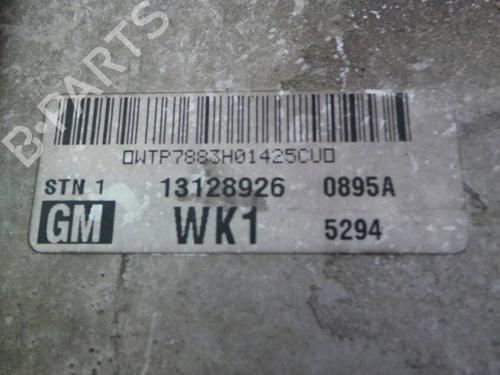 B-PARTS
▯WTP7883H01425CU▯
STN 1 13128926 0895A
GM WK1 5294